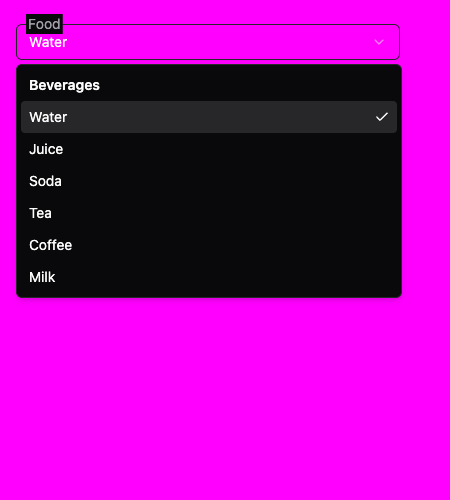 Food
Water
Beverages
Water
Juice
Soda
Tea
Coffee
Milk